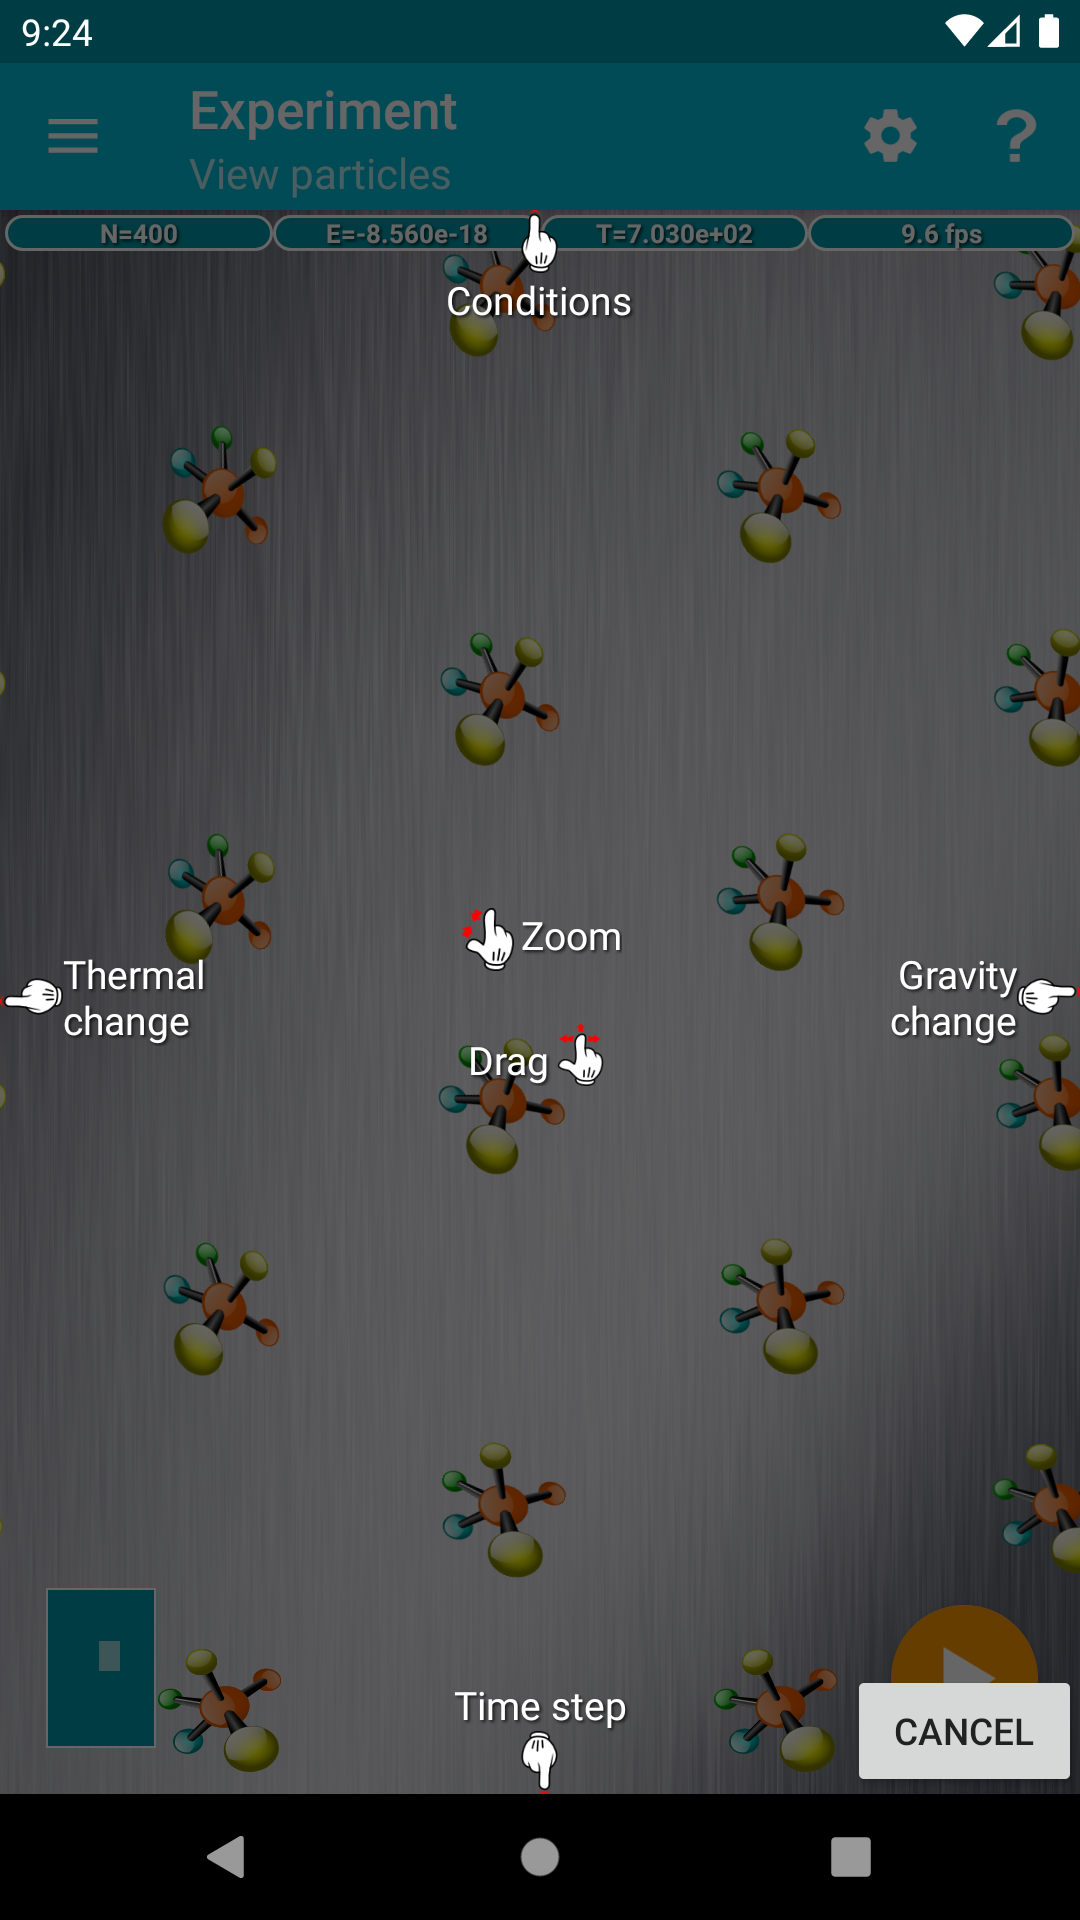 9:24
Experiment
View particles
N=400
E=-8.560e-18
T=7.030e+02
9.6 fps
Conditions
Zoom
Thermal
change
Gravity
change
Drag
Time step
CANCEL